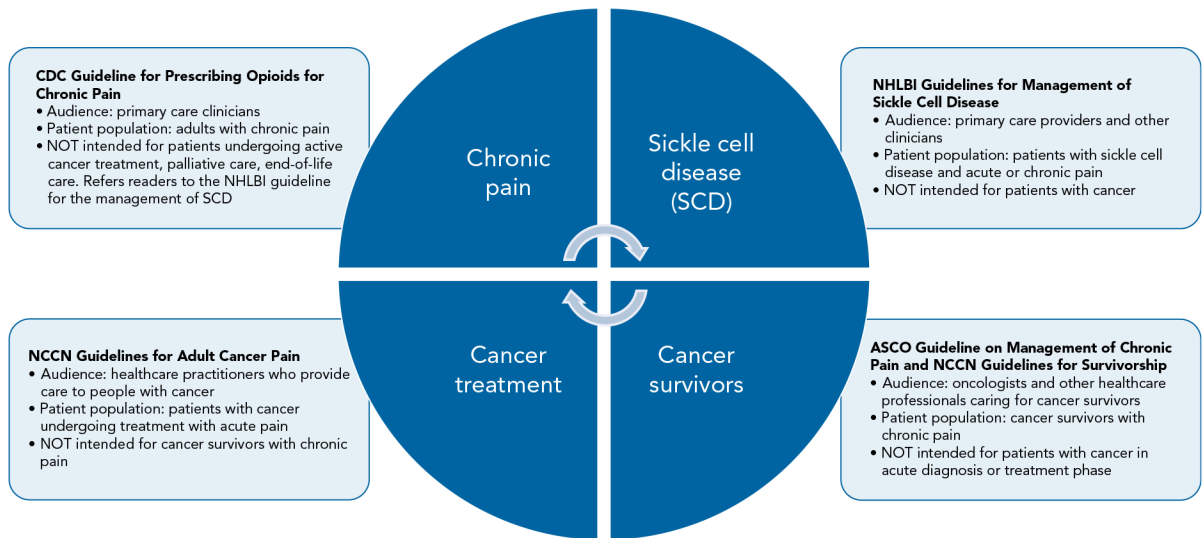 CDC Guideline for Prescribing Opioids for
Chronic Pain
• Audience: primary care clinicians
• Patient population: adults with chronic pain
• NOT intended for patients undergoing active
cancer treatment, palliative care, end-of-life
care. Refers readers to the NHLBI guideline
for the management of SCD
Chronic
pain
Sickle cell
disease
(SCD)
NHLBI Guidelines for Management of
Sickle Cell Disease
• Audience: primary care providers and other
clinicians
• Patient population: patients with sickle cell
disease and acute or chronic pain
• NOT intended for patients with cancer
NCCN Guidelines for Adult Cancer Pain
• Audience: healthcare practitioners who provide
care to people with cancer
• Patient population: patients with cancer
undergoing treatment with acute pain
• NOT intended for cancer survivors with chronic
pain
Cancer
treatment
Cancer
survivors
ASCO Guideline on Management of Chronic
Pain and NCCN Guidelines for Survivorship
• Audience: oncologists and other healthcare
professionals caring for cancer survivors
• Patient population: cancer survivors with
chronic pain
• NOT intended for patients with cancer in
acute diagnosis or treatment phase